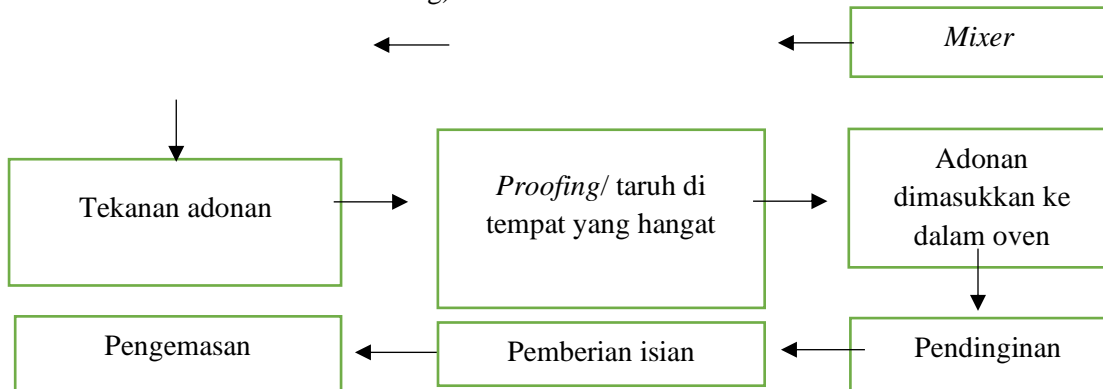 Mixer
Tekanan adonan
Proofing/ taruh di
tempat yang hangat
Adonan
dimasukkan ke
dalam oven
Pengemasan
Pemberian isian
Pendinginan